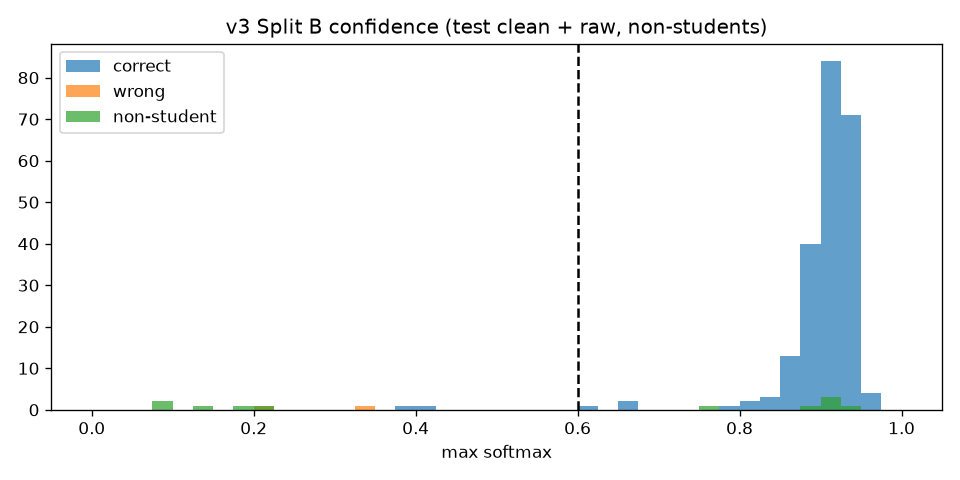 v3 Split B confidence (test clean + raw, non-students)
correct
wrong
non-student
80
70
60
50
40
30
20
10
0
0.0 0.2 0.4 0.6 0.8 1.0
max softmax